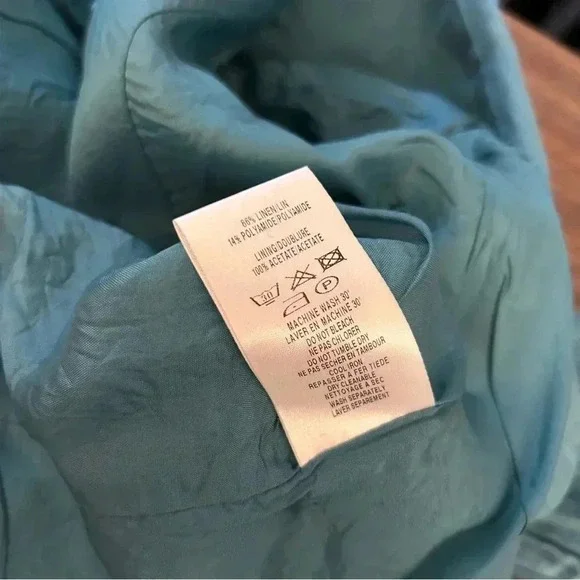 66% LINEN/LIN
14% POLYAMIDE/POLYAMIDE
LINING/DOUBLURE
100% ACETATE/ACETATE
30
P
MACHINE WASH 30°
LAVER EN MACHINE 30°
DO NOT BLEACH
NE PAS CHLORER
DO NOT TUMBLE DRY
NE PAS SECHER EN TAMBOUR
COOL IRON
REPASSER A FER TIEDE
DRY CLEANABLE
NETTOYAGE A SEC
WASH SEPARATELY
LAVER SEPAREMENT